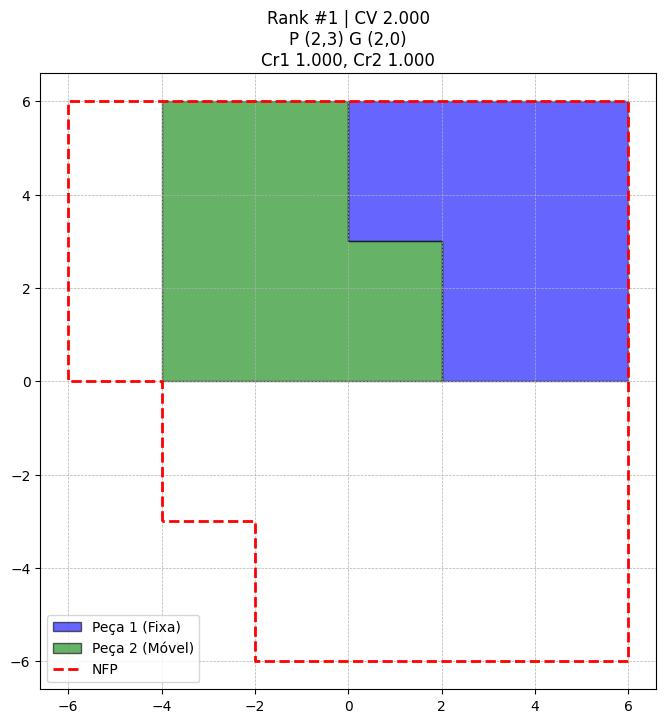 Rank #1 | CV 2.000
P (2,3) G (2,0)
Cr1 1.000, Cr2 1.000
6
4
2
0
−2
−4
−6
Peça 1 (Fixa)
Peça 2 (Móvel)
NFP
−6 −4 −2 0 2 4 6